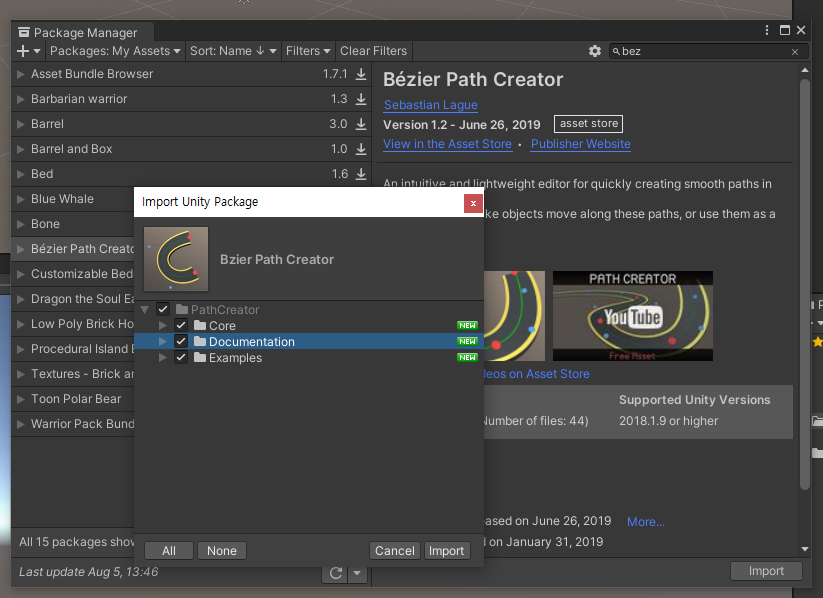 Package Manager
Packages: My Assets
Sort: Name
Filters
Clear Filters
bez
Asset Bundle Browser 1.7.1
Barbarian warrior 1.3
Barrel 3.0
Barrel and Box 1.0
Bed 1.6
Blue Whale
Bone
Bézier Path Creato
Customizable Bed
Dragon the Soul Ea
Low Poly Brick Ho
Procedural Island
Textures - Brick ar
Toon Polar Bear
Warrior Pack Bund
All 15 packages show
Last update Aug 5, 13:46
Bézier Path Creator
Sebastian Lague
Version 1.2 - June 26, 2019 asset store
View in the Asset Store • Publisher Website
An intuitive and lightweight editor for quickly creating smooth paths in
ke objects move along these paths, or use them as a
PATH CREATOR
YouTube
Free Asset
deos on Asset Store
Supported Unity Versions
Number of files: 44)
2018.1.9 or higher
ased on June 26, 2019 More...
d on January 31, 2019
Import
Import Unity Package
x
Bzier Path Creator
PathCreator
Core NEW
Documentation NEW
Examples NEW
All
None
Cancel
Import